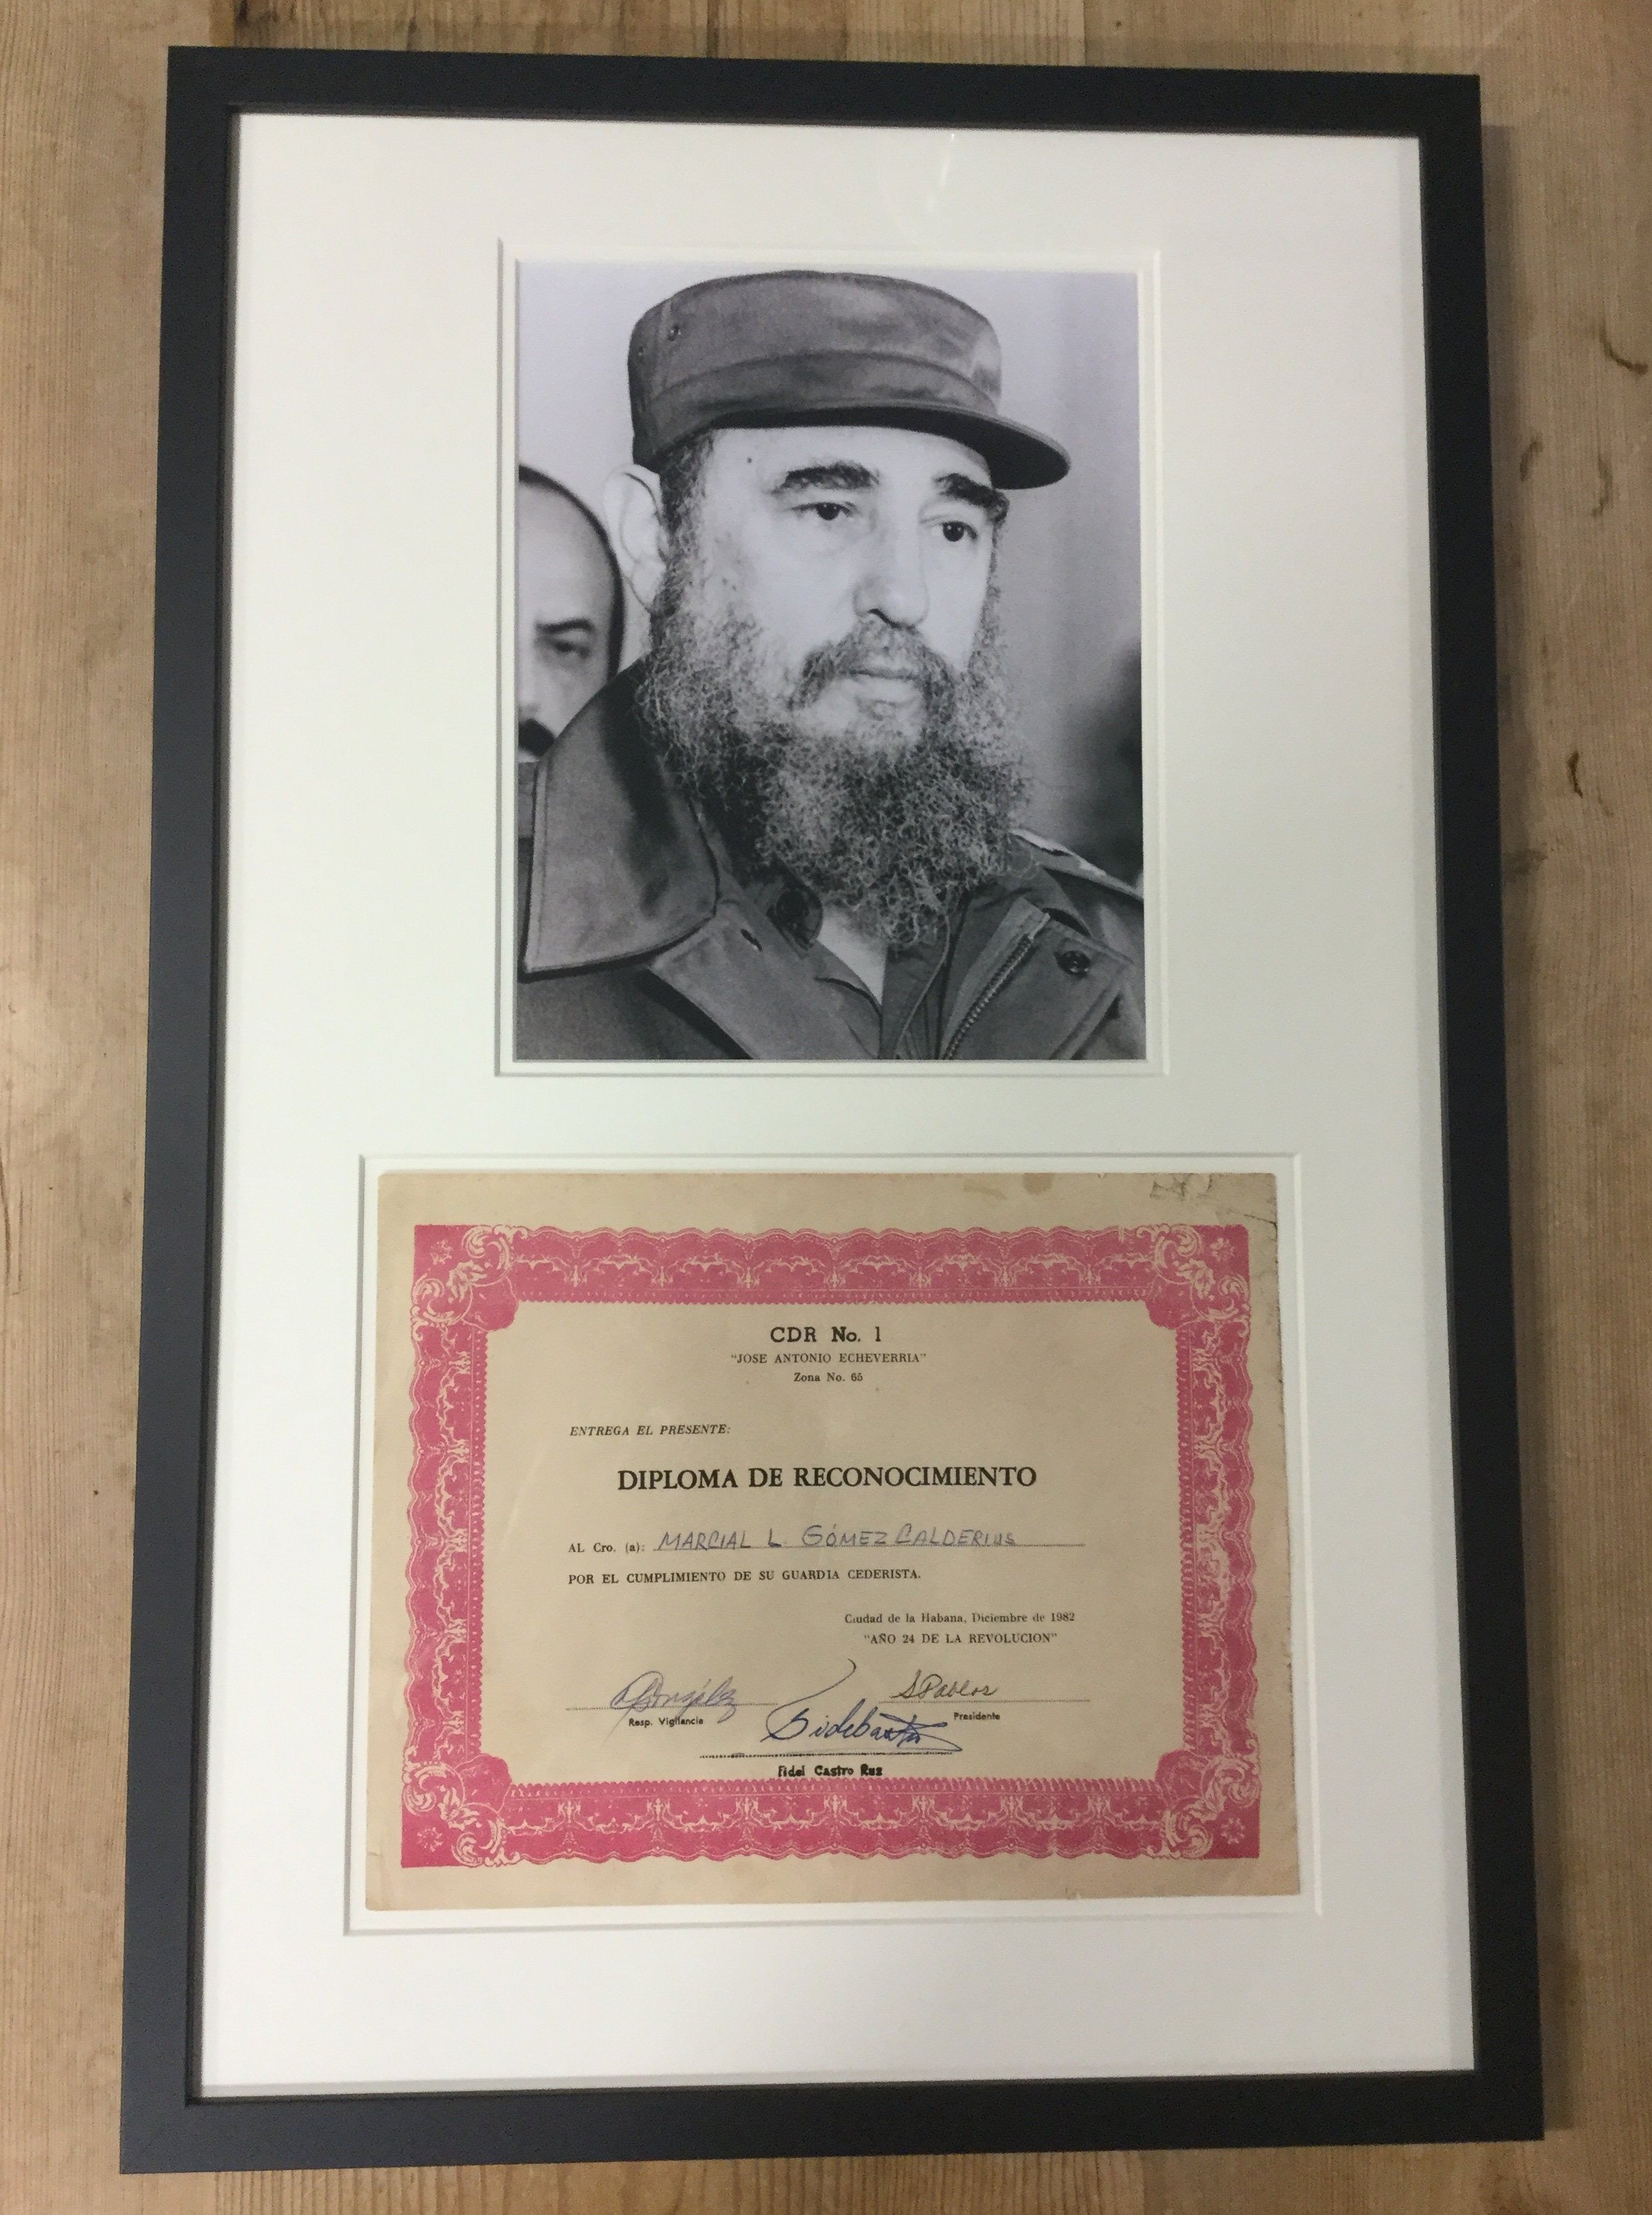 CDR No. 1
"JOSE ANTONIO ECHEVERRIA"
Zona No. 65
ENTREGA EL PRESENTE:
DIPLOMA DE RECONOCIMIENTO
AL Cro. (a): MARCIAL L. GÓMEZ CALDERIUS
POR EL CUMPLIMIENTO DE SU GUARDIA CEDERISTA.
Ciudad de la Habana, Diciembre de 1982
"AÑO 24 DE LA REVOLUCION"
González SPablos
Resp. Vigilancia Presidente
Fidel Castro Ruz